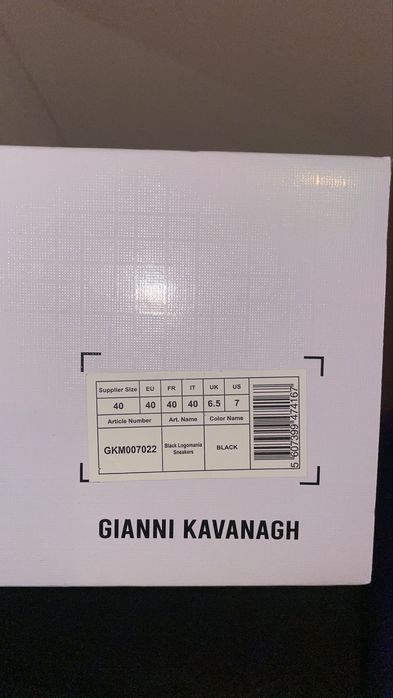 Supplier Size EU FR IT UK US
40 40 40 40 6.5 7
Article Number Art. Name Color Name
GKM007022 Black Logomania Sneakers BLACK
5 607399 474167
GIANNI KAVANAGH